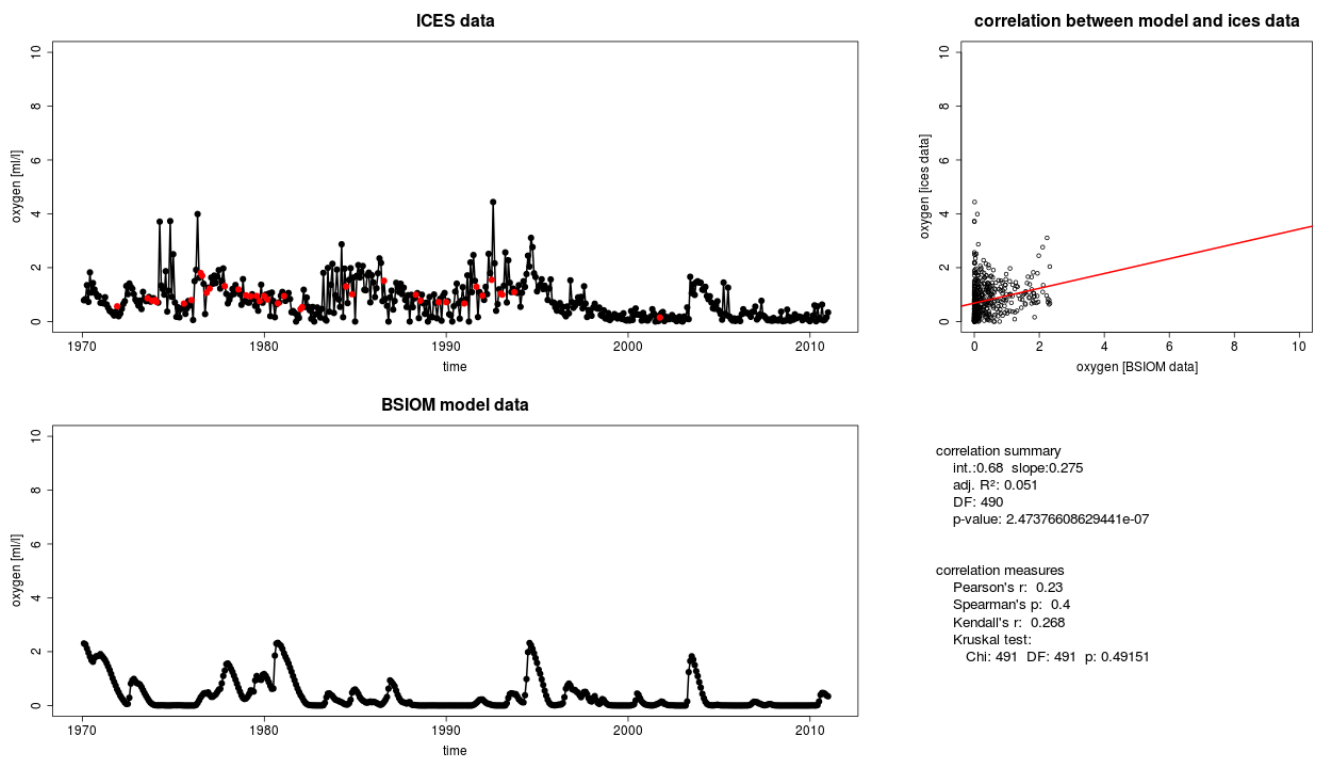 ICES data
10
8
6
4
2
0
oxygen [ml/l]
1970
1980
1990
2000
2010
time
correlation between model and ices data
10
8
6
4
2
0
oxygen [ices data]
0
2
4
6
8
10
oxygen [BSIOM data]
BSIOM model data
10
8
6
4
2
0
oxygen [ml/l]
1970
1980
1990
2000
2010
time
correlation summary
int.:0.68 slope:0.275
adj. R²: 0.051
DF: 490
p-value: 2.47376608629441e-07
correlation measures
Pearson's r: 0.23
Spearman's p: 0.4
Kendall's r: 0.268
Kruskal test:
Chi: 491 DF: 491 p: 0.49151